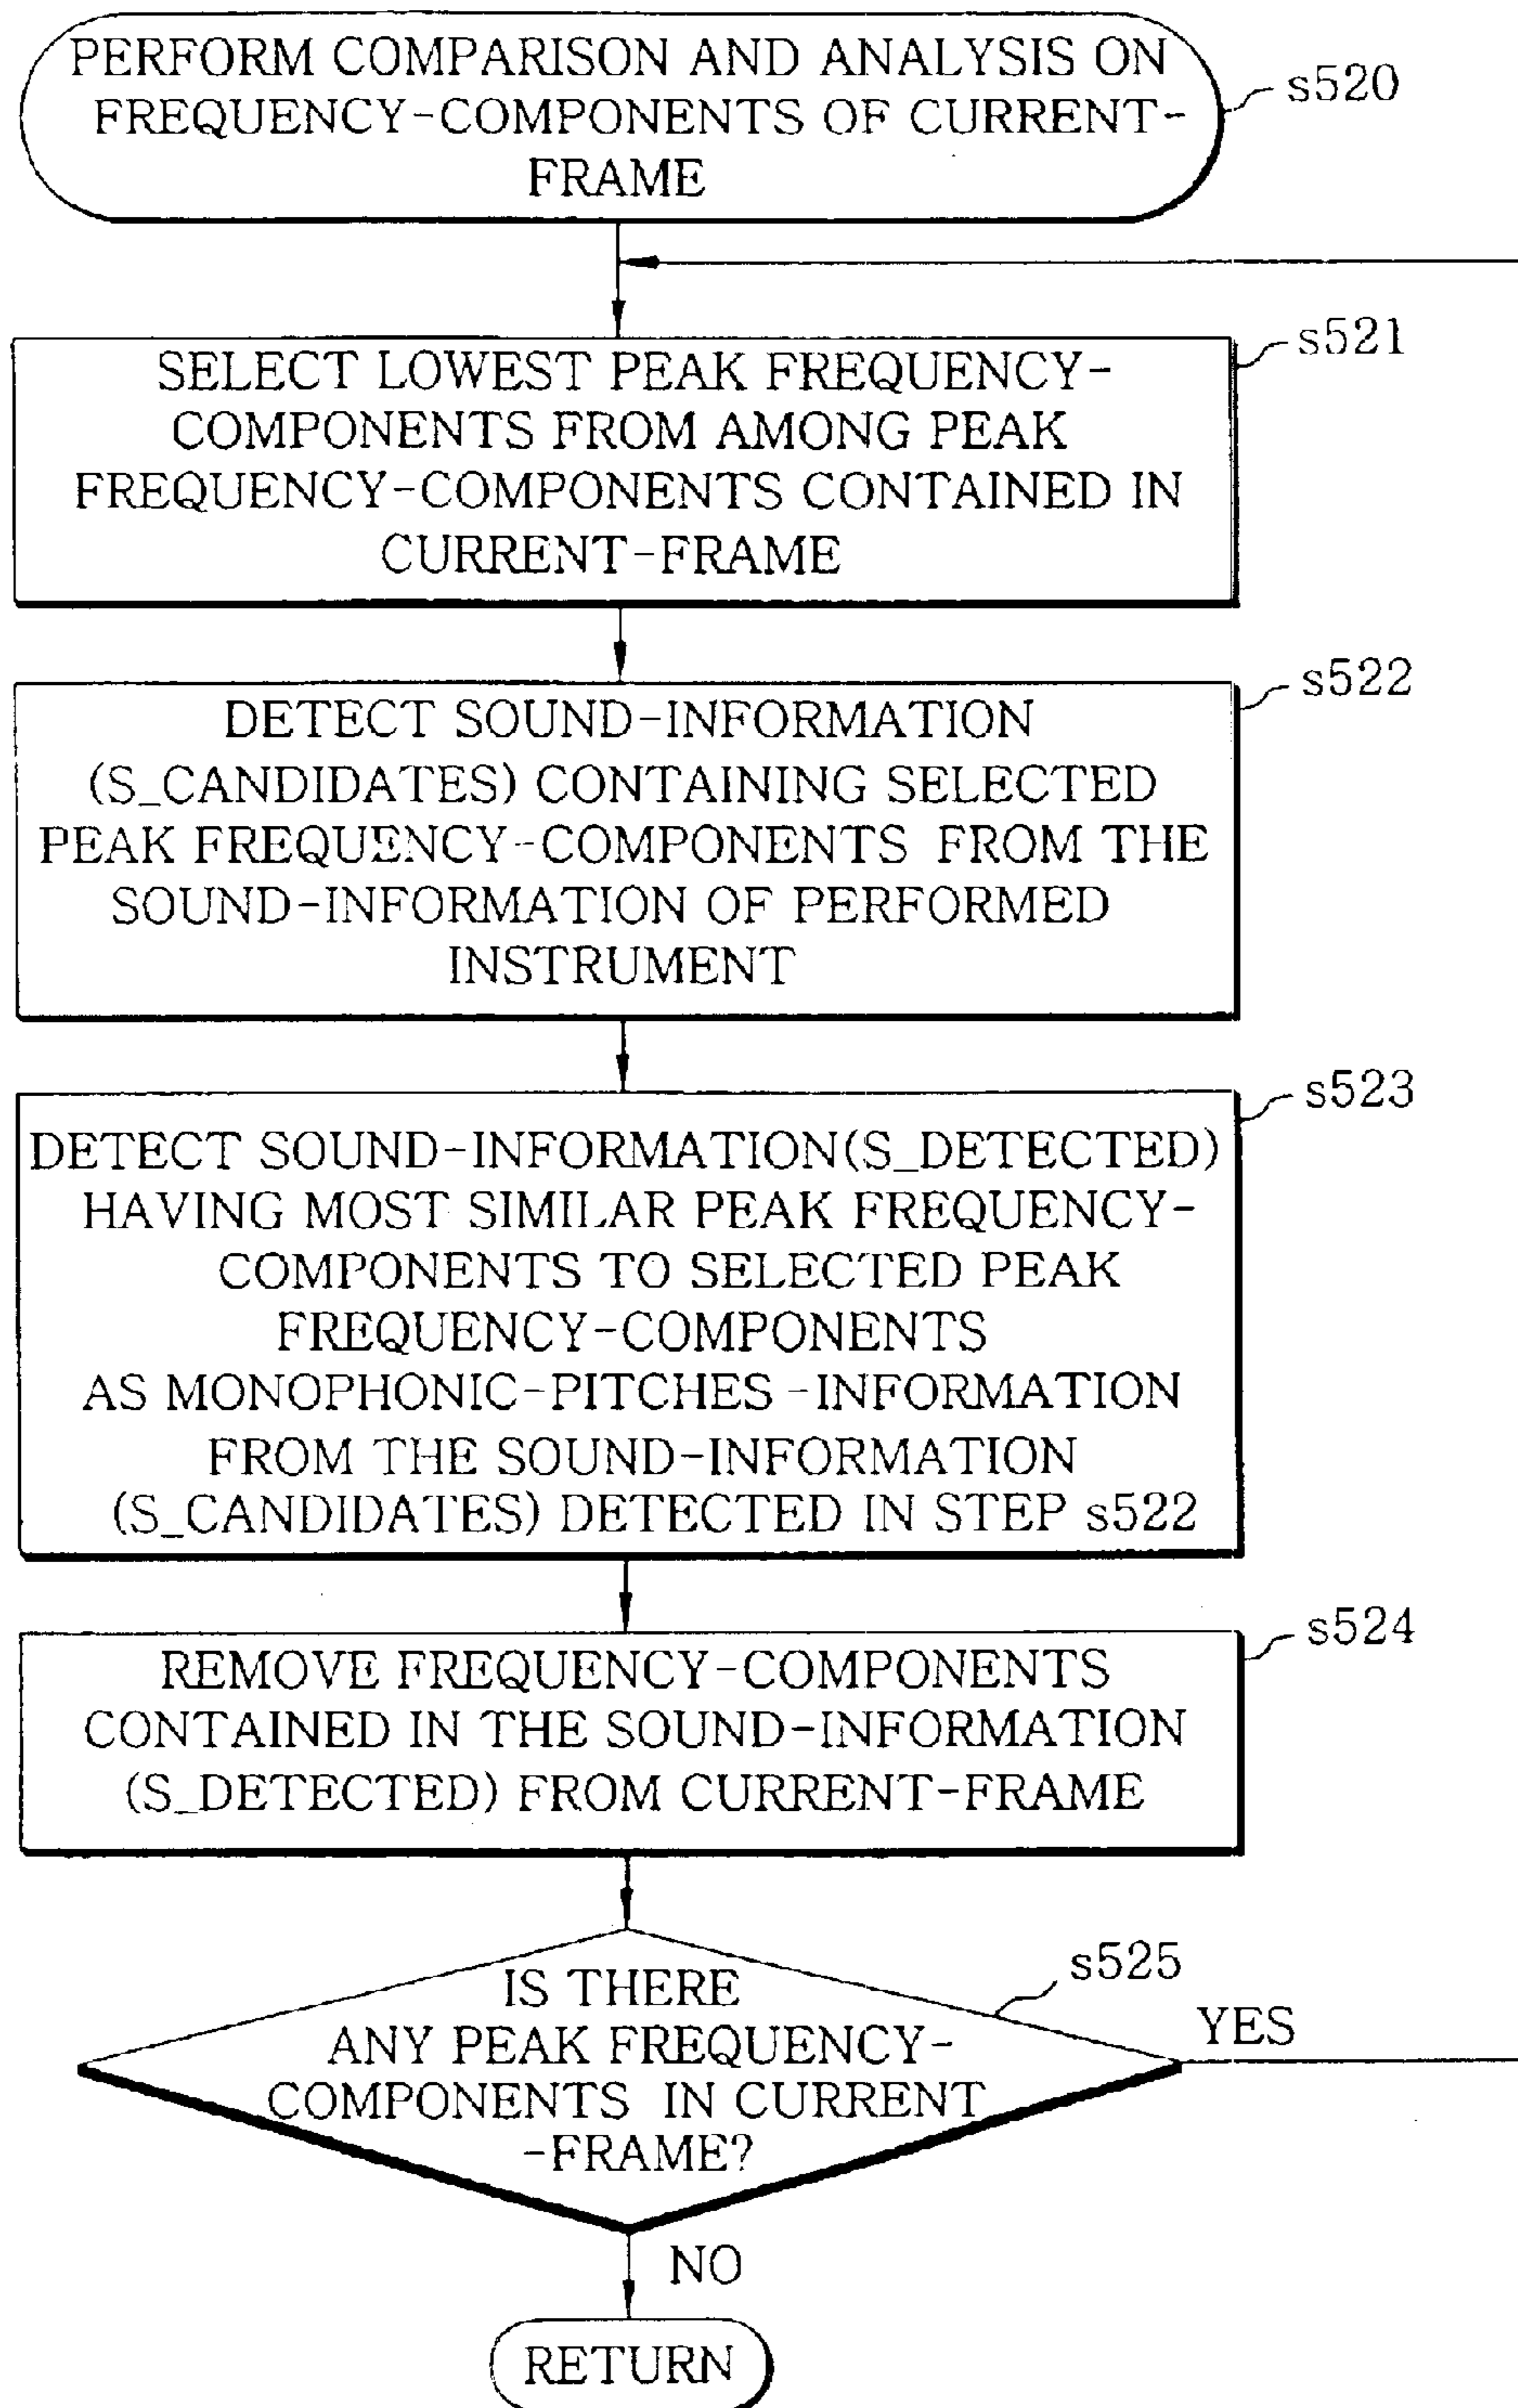 PERFORM COMPARISON AND ANALYSIS ON
FREQUENCY-COMPONENTS OF CURRENT-
FRAME
s520
s521
SELECT LOWEST PEAK FREQUENCY-
COMPONENTS FROM AMONG PEAK
FREQUENCY-COMPONENTS CONTAINED IN
CURRENT-FRAME
s522
DETECT SOUND-INFORMATION
(S_CANDIDATES) CONTAINING SELECTED
PEAK FREQUENCY-COMPONENTS FROM THE
SOUND-INFORMATION OF PERFORMED
INSTRUMENT
s523
DETECT SOUND-INFORMATION(S_DETECTED)
HAVING MOST SIMILAR PEAK FREQUENCY-
COMPONENTS TO SELECTED PEAK
FREQUENCY-COMPONENTS
AS MONOPHONIC-PITCHES-INFORMATION
FROM THE SOUND-INFORMATION
(S_CANDIDATES) DETECTED IN STEP s522
s524
REMOVE FREQUENCY-COMPONENTS
CONTAINED IN THE SOUND-INFORMATION
(S_DETECTED) FROM CURRENT-FRAME
s525
IS THERE
ANY PEAK FREQUENCY-
COMPONENTS IN CURRENT
-FRAME?
YES
NO
RETURN